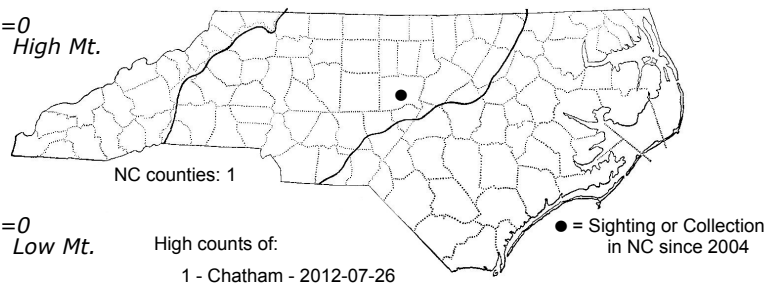 =0
High Mt.
NC counties: 1
=0
Low Mt.
High counts of:
1 - Chatham - 2012-07-26
● = Sighting or Collection
in NC since 2004